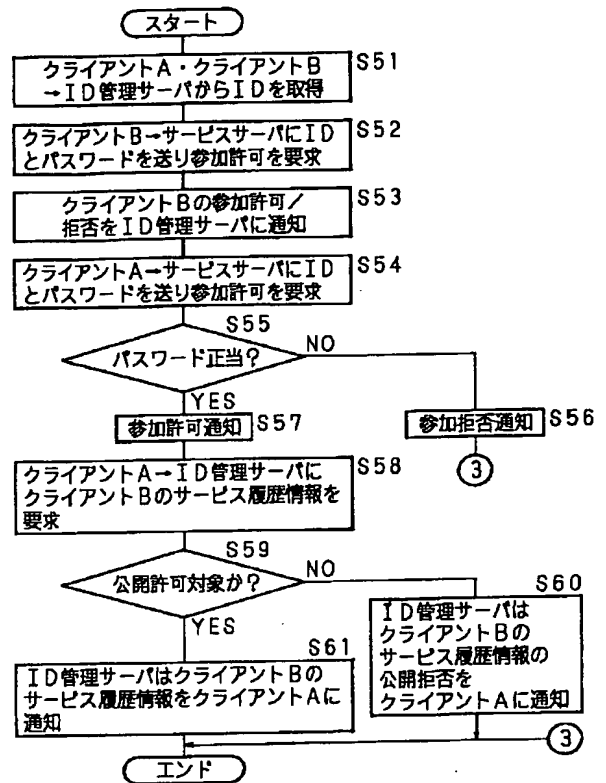 スタート
クライアントA・クライアントB
→ID管理サーバからIDを取得
S51
クライアントB→サービスサーバにID
とパスワードを送り参加許可を要求
S52
クライアントBの参加許可/
拒否をID管理サーバに通知
S53
クライアントA→サービスサーバにID
とパスワードを送り参加許可を要求
S54
S55
パスワード正当?
NO
YES
参加許可通知
S57
参加拒否通知
S56
3
クライアントA→ID管理サーバに
クライアントBのサービス履歴情報を
要求
S58
S59
公開許可対象か?
NO
YES
S60
ID管理サーバは
クライアントBの
サービス履歴情報の
公開拒否を
クライアントAに通知
S61
ID管理サーバはクライアントBの
サービス履歴情報をクライアントAに
通知
3
エンド